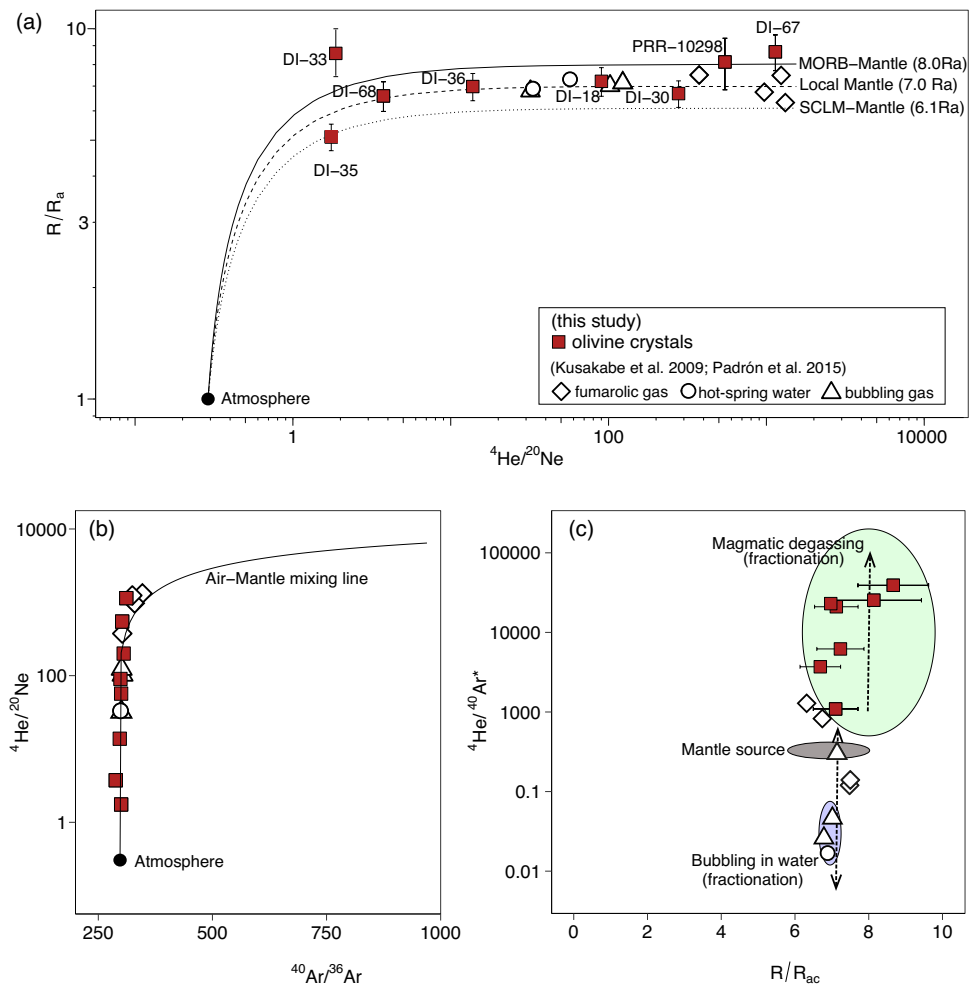 (a)
10
3
1
R/Rₐ
DI−33
DI−68
DI−35
DI−36
DI−18
DI−30
PRR−10298
DI−67
MORB−Mantle (8.0Ra)
Local Mantle (7.0 Ra)
SCLM−Mantle (6.1Ra)
Atmosphere
(this study)
olivine crystals
(Kusakabe et al. 2009; Padrón et al. 2015)
fumarolic gas
hot−spring water
bubbling gas
1
100
10000
⁴He/²⁰Ne
(b)
10000
100
1
⁴He/²⁰Ne
Air−Mantle mixing line
Atmosphere
250
500
750
1000
⁴⁰Ar/³⁶Ar
(c)
100000
10000
1000
0.1
0.01
⁴He/⁴⁰Ar*
Magmatic degassing
(fractionation)
Mantle source
Bubbling in water
(fractionation)
0
2
4
6
8
10
R/Rₐc